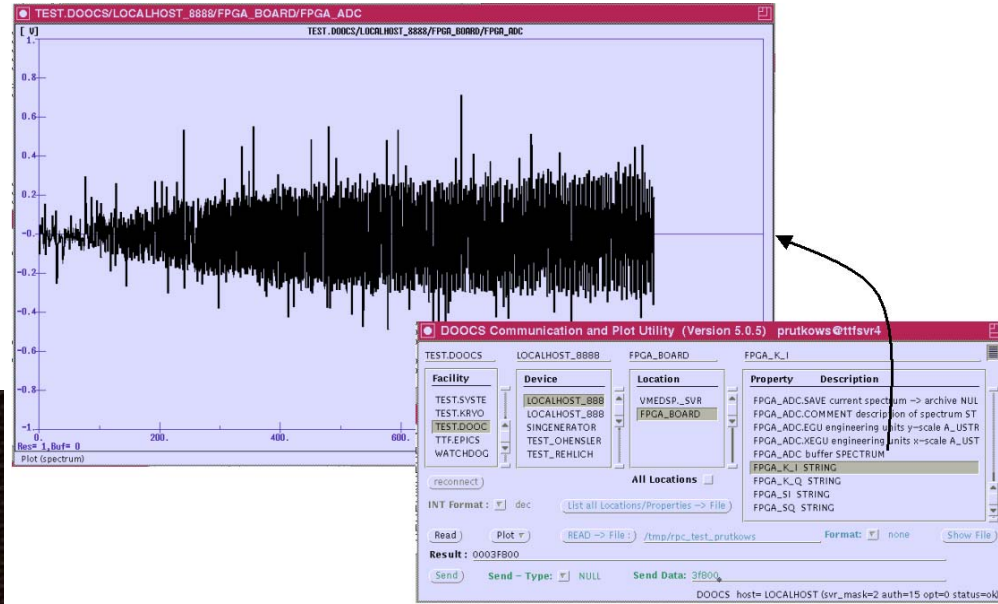 TEST.DOOCS/LOCALHOST_8888/FPGA_BOARD/FPGA_ADC
[ V]
TEST.DOOCS/LOCALHOST_8888/FPGA_BOARD/FPGA_ADC
1.
0.8
0.6
0.4
0.2
-0.
-0.2
-0.4
-0.6
-0.8
-1
0. 200. 400. 600.
Res= 1,Buf= 0
Plot (spectrum)
DOOCS Communication and Plot Utility (Version 5.0.5) prutkows@ttfsvr4
TEST.DOOCS LOCALHOST_8888 FPGA_BOARD FPGA_K_I
Facility Device Location Property Description
TEST.SYSTE LOCALHOST_888 VMEDSP._SVR FPGA_ADC.SAVE current spectrum -> archive NUL
TEST.KRYO LOCALHOST_888 FPGA_BOARD FPGA_ADC.COMMENT description of spectrum ST
TEST.DOOC SINGENERATOR FPGA_ADC.EGU engineering units y-scale A_USTR
TTF.EPICS TEST_OHENSLER FPGA_ADC.XEGU engineering units x-scale A_UST
WATCHDOG TEST_REHLICH FPGA_ADC buffer SPECTRUM
FPGA_K_I STRING
FPGA_K_Q STRING
FPGA_SI STRING
FPGA_SQ STRING
reconnect) All Locations
INT Format: dec List all Locations/Properties -> File)
Read) Plot READ -> File :) /tmp/rpc_test_prutkows Format: none Show File)
Result : 0003F800
Send) Send - Type: NULL Send Data: 3f800
DOOCS host= LOCALHOST (svr_mask=2 auth=15 opt=0 status=ok)